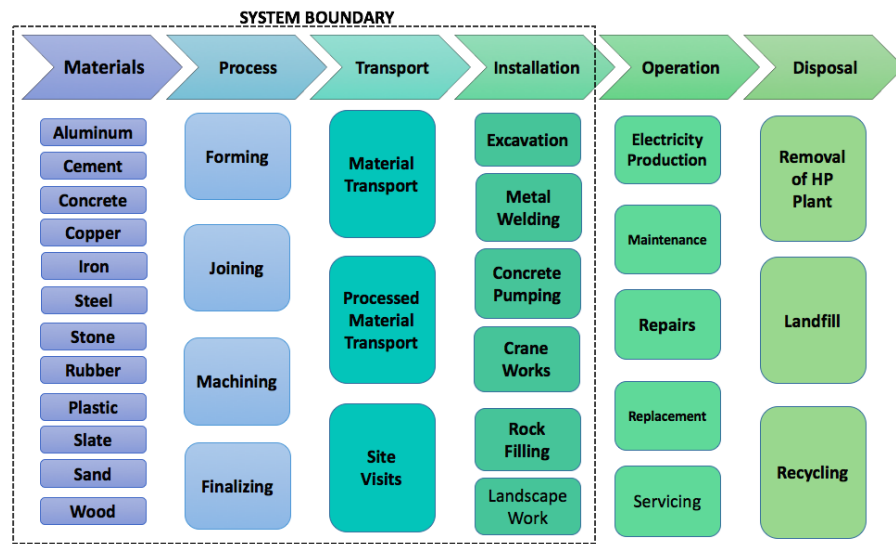 SYSTEM BOUNDARY
Materials
Process
Transport
Installation
Operation
Disposal
Aluminum
Cement
Concrete
Copper
Iron
Steel
Stone
Rubber
Plastic
Slate
Sand
Wood
Forming
Joining
Machining
Finalizing
Material
Transport
Processed
Material
Transport
Site
Visits
Excavation
Metal
Welding
Concrete
Pumping
Crane
Works
Rock
Filling
Landscape
Work
Electricity
Production
Maintenance
Repairs
Replacement
Servicing
Removal
of HP
Plant
Landfill
Recycling